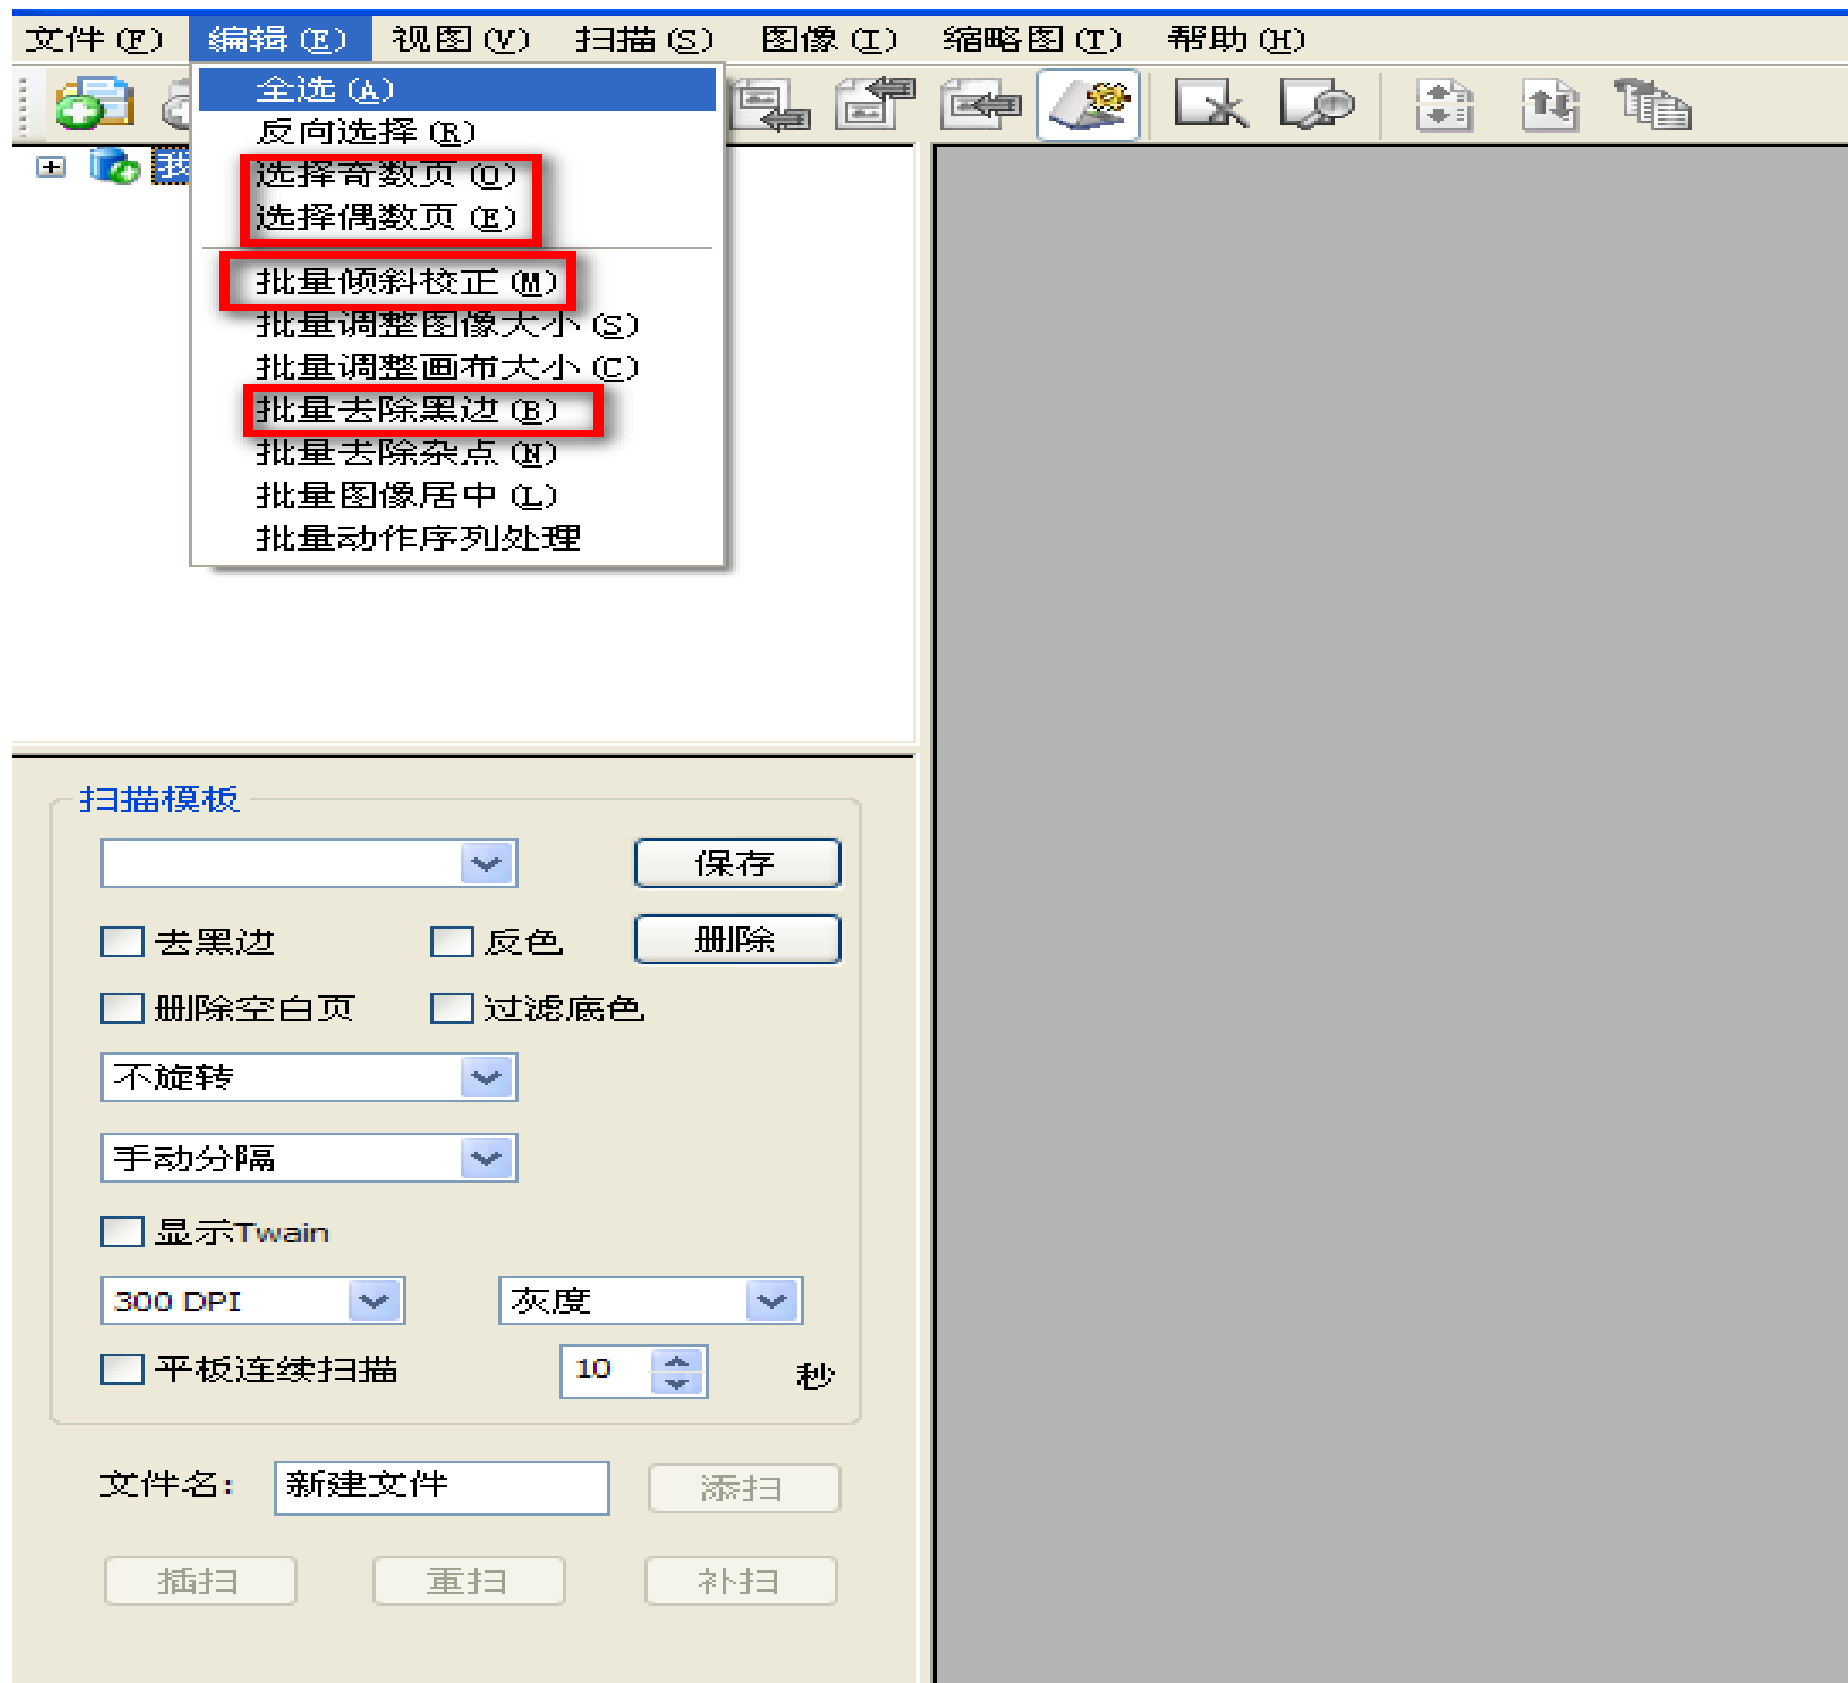 文件(F) 编辑(E) 视图(V) 扫描(S) 图像(I) 缩略图(T) 帮助(H)
全选(A)
反向选择(R)
我
选择奇数页(O)
选择偶数页(E)
批量倾斜校正(M)
批量调整图像大小(S)
批量调整画布大小(C)
批量去除黑边(B)
批量去除杂点(N)
批量图像居中(L)
批量动作序列处理
扫描模板
保存
去黑边 反色 删除
删除空白页 过滤底色
不旋转
手动分隔
显示Twain
300 DPI 灰度
平板连续扫描 10 秒
文件名: 新建文件 添扫
插扫 重扫 补扫